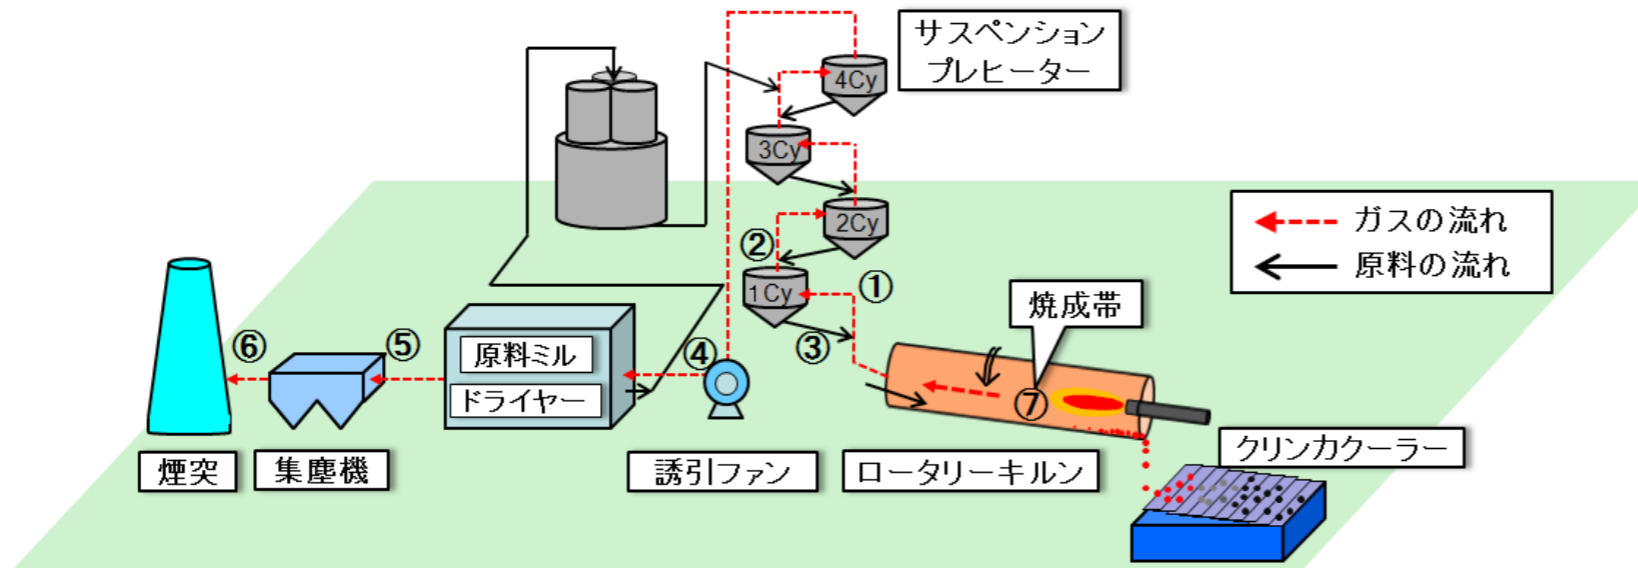 サスペンション
プレヒーター
4Cy
3Cy
2Cy
②
1Cy
①
③
ガスの流れ
原料の流れ
焼成帯
⑦
⑥
⑤
④
原料ミル
ドライヤー
煙突
集塵機
誘引ファン
ロータリーキルン
クリンカクーラー